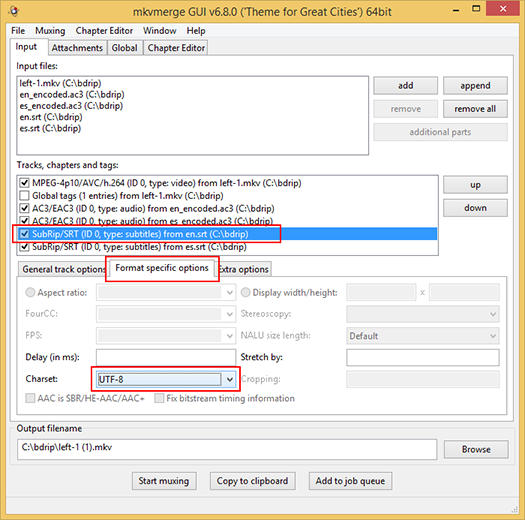 mkvmerge GUI v6.8.0 ('Theme for Great Cities') 64bit
File Muxing Chapter Editor Window Help
Input Attachments Global Chapter Editor
Input files:
left-1.mkv (C:\bdrip)
en_encoded.ac3 (C:\bdrip)
es_encoded.ac3 (C:\bdrip)
en.srt (C:\bdrip)
es.srt (C:\bdrip)
add append
remove remove all
additional parts
Tracks, chapters and tags:
MPEG-4p10/AVC/h.264 (ID 0, type: video) from left-1.mkv (C:\bdrip)
Global tags (1 entries) from left-1.mkv (C:\bdrip)
AC3/EAC3 (ID 0, type: audio) from en_encoded.ac3 (C:\bdrip)
AC3/EAC3 (ID 0, type: audio) from es_encoded.ac3 (C:\bdrip)
SubRip/SRT (ID 0, type: subtitles) from en.srt (C:\bdrip)
SubRip/SRT (ID 0, type: subtitles) from es.srt (C:\bdrip)
up
down
General track options Format specific options Extra options
Aspect ratio: Display width/height: x
FourCC: Stereoscopy:
FPS: NALU size length: Default
Delay (in ms): Stretch by:
Charset: UTF-8 Cropping:
AAC is SBR/HE-AAC/AAC+ Fix bitstream timing information
Output filename
C:\bdrip\left-1 (1).mkv Browse
Start muxing Copy to clipboard Add to job queue